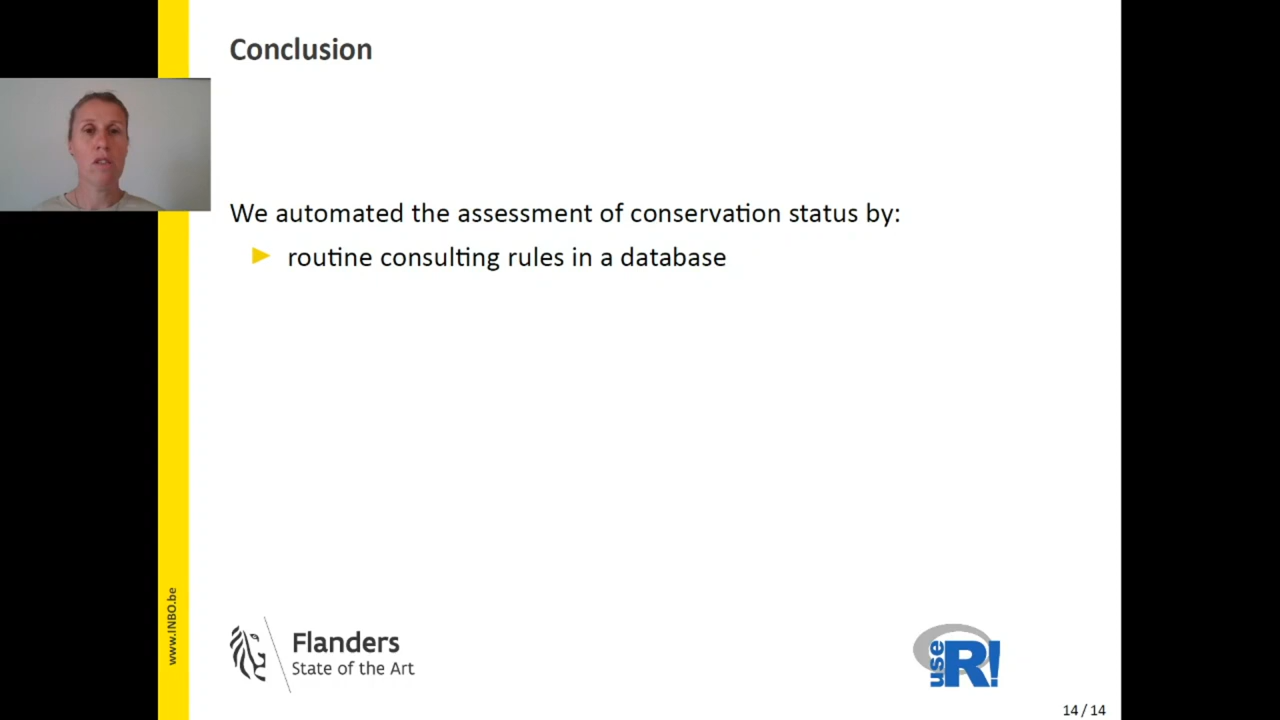 Conclusion
We automated the assessment of conservation status by:
routine consulting rules in a database
www.INBO.be
Flanders
State of the Art
use R!
14 / 14